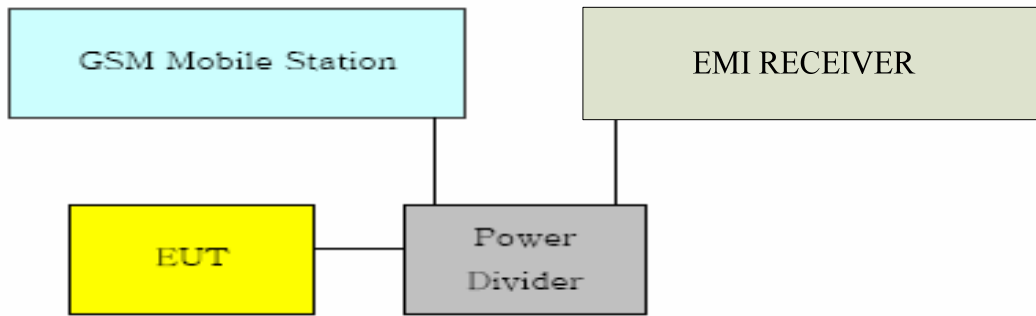 GSM Mobile Station
EMI RECEIVER
EUT
Power
Divider